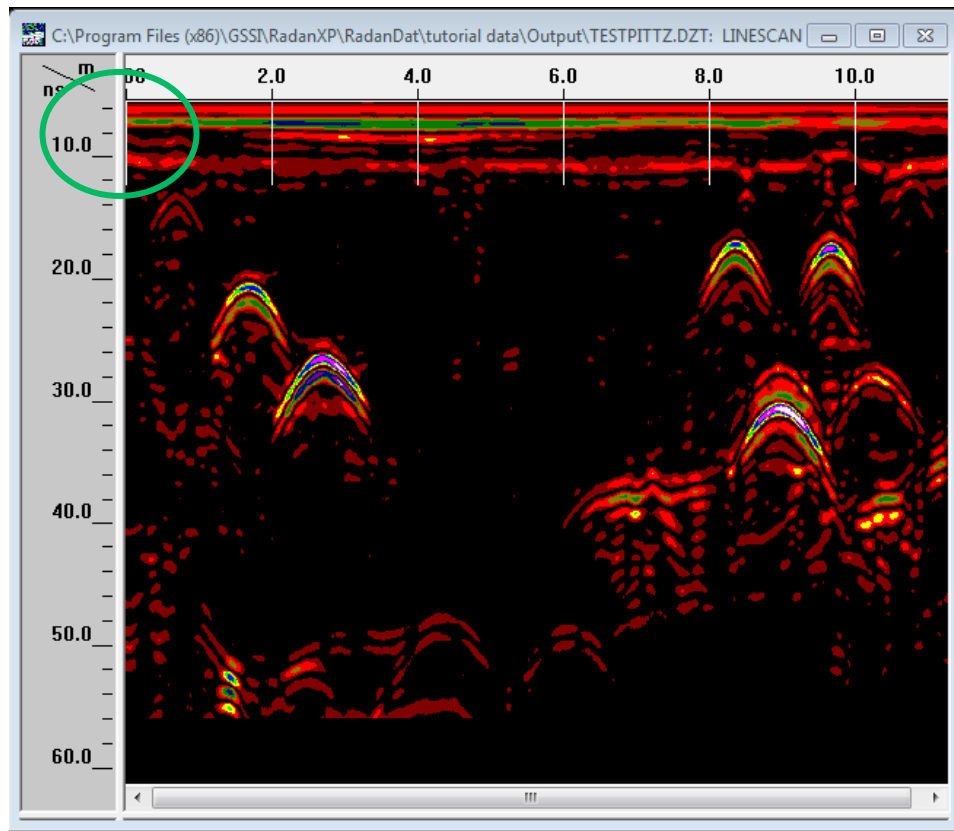 C:\Program Files (x86)\GSSI\RadanXP\RadanDat\tutorial data\Output\TESTPITTZ.DZT: LINESCAN
m
ns
2.0 4.0 6.0 8.0 10.0
10.0
20.0
30.0
40.0
50.0
60.0